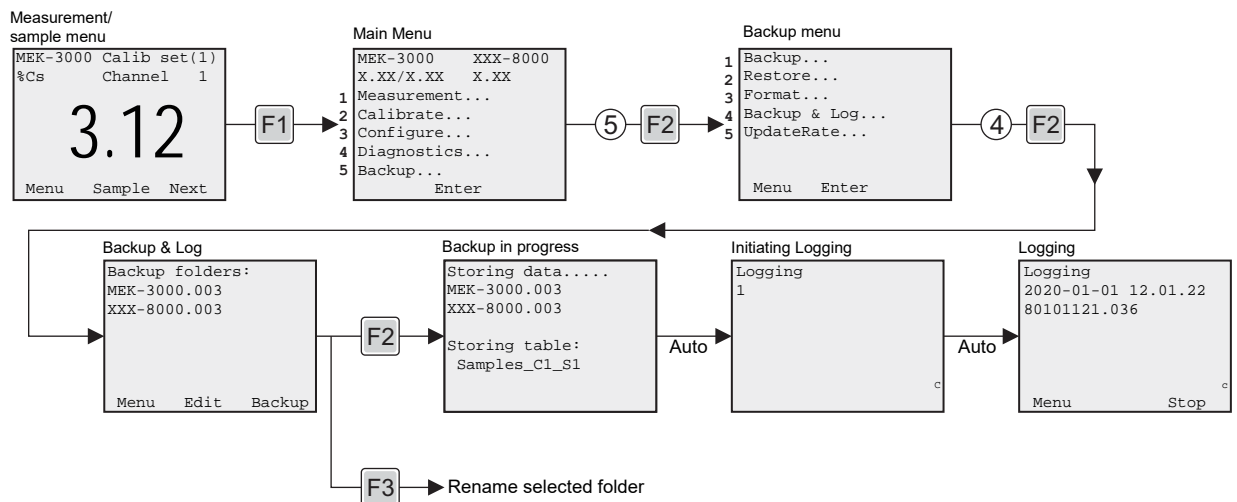 Measurement/
sample menu
MEK-3000 Calib set(1)
%Cs Channel 1
3.12
Menu Sample Next
F1
Main Menu
MEK-3000 XXX-8000
X.XX/X.XX X.XX
1 Measurement...
2 Calibrate...
3 Configure...
4 Diagnostics...
5 Backup...
Enter
5 F2
Backup menu
1 Backup...
2 Restore...
3 Format...
4 Backup & Log...
5 UpdateRate...
Menu Enter
4 F2
Backup & Log
Backup folders:
MEK-3000.003
XXX-8000.003
Menu Edit Backup
F2
Backup in progress
Storing data.....
MEK-3000.003
XXX-8000.003
Storing table:
Samples_C1_S1
Auto
Initiating Logging
Logging
1
c
Auto
Logging
Logging
2020-01-01 12.01.22
80101121.036
c
Menu Stop
F3 Rename selected folder